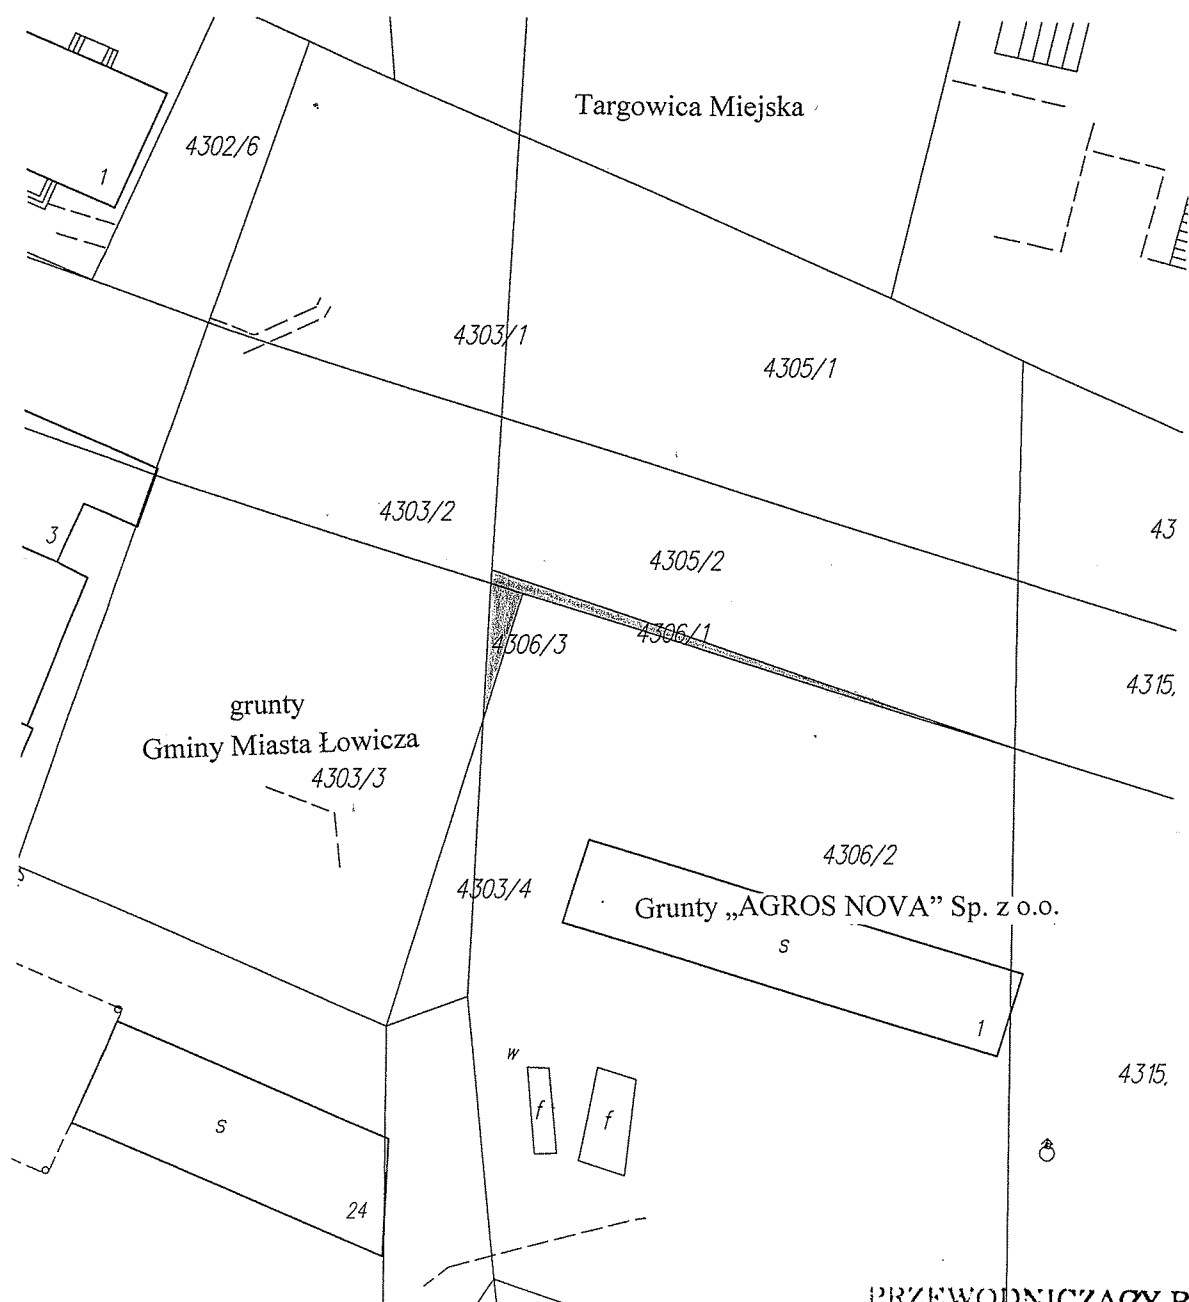 Targowica Miejska
4302/6
1
4303/1
4305/1
4303/2
43
3
4305/2
4306/3
4306/1
4315,
grunty
Gminy Miasta Łowicza
4303/3
4306/2
4303/4
Grunty „AGROS NOVA” Sp. z o.o.
s
1
w
4315,
f
f
s
24
PRZEWODNICZĄCY R